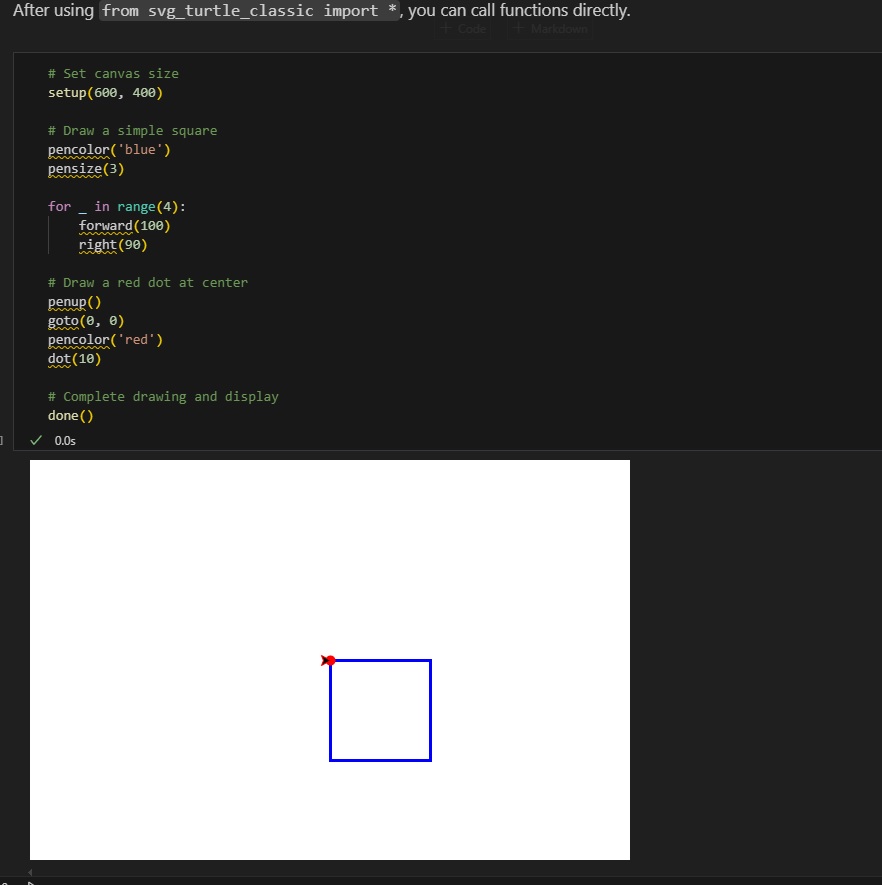 After using from svg_turtle_classic import *, you can call functions directly.
+ Code + Markdown
# Set canvas size
setup(600, 400)
# Draw a simple square
pencolor('blue')
pensize(3)
for _ in range(4):
    forward(100)
    right(90)
# Draw a red dot at center
penup()
goto(0, 0)
pencolor('red')
dot(10)
# Complete drawing and display
done()
] ✓ 0.0s